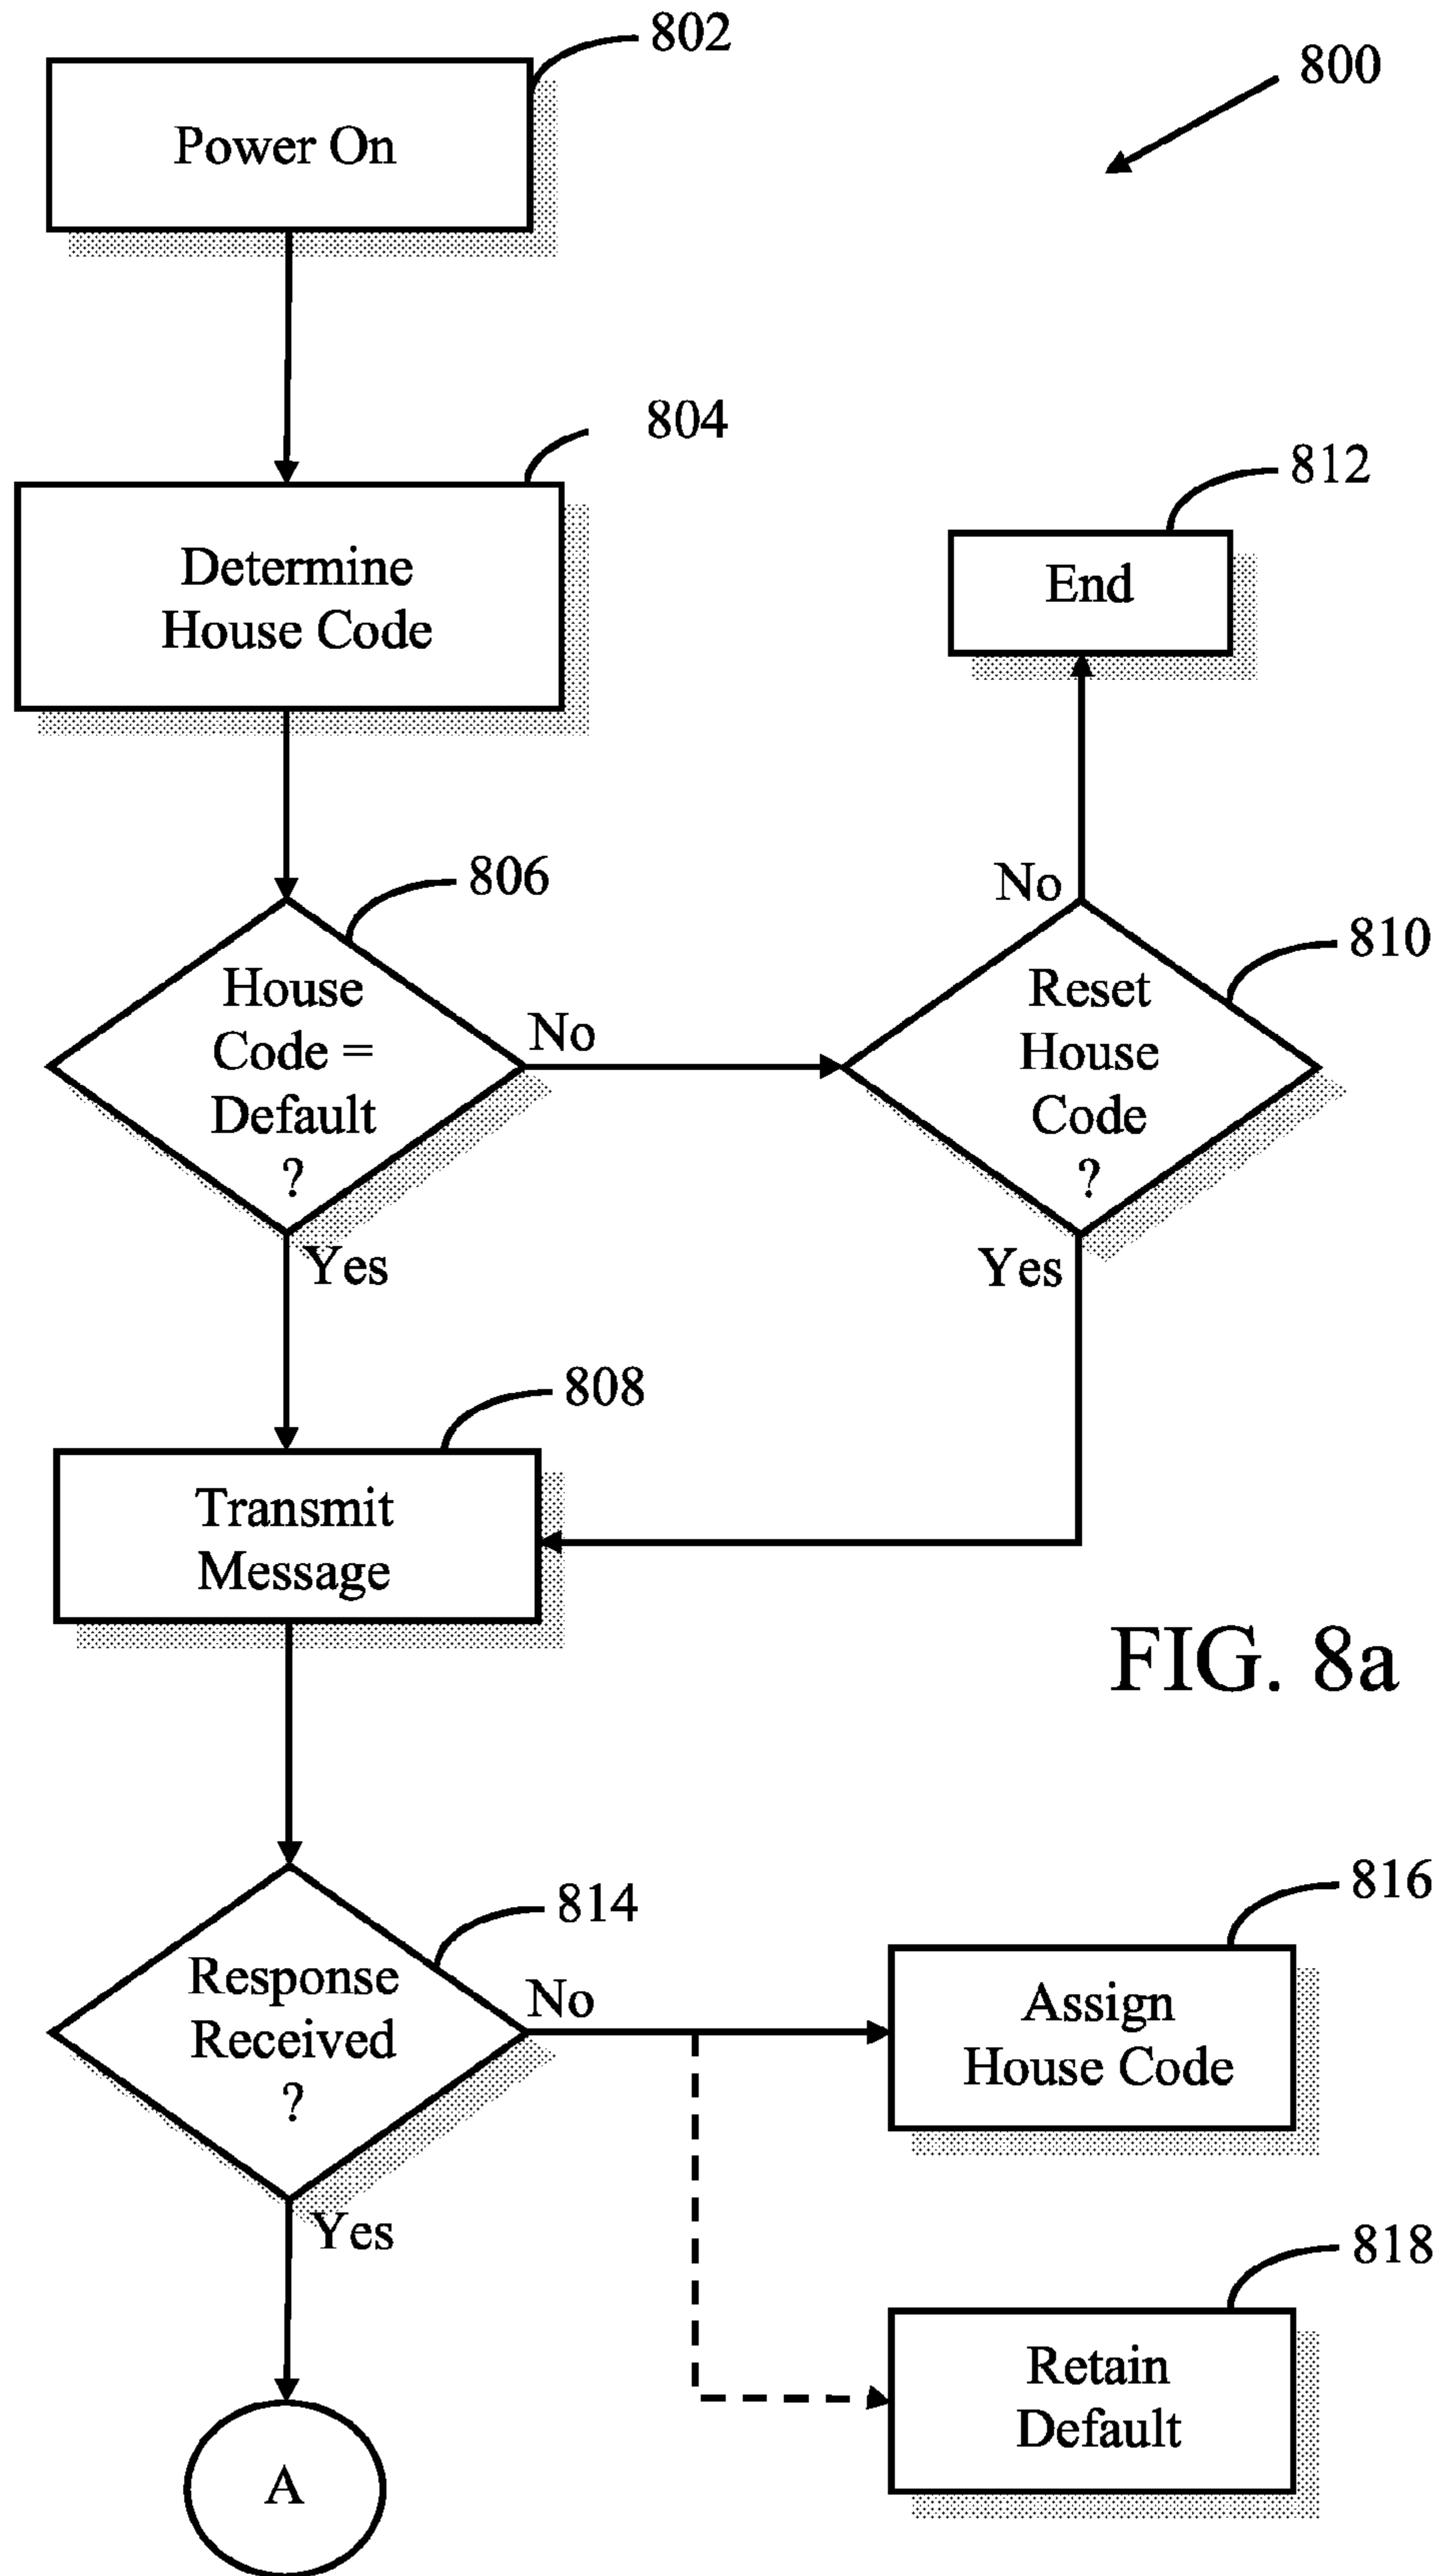 802
800
Power On
804
Determine
House Code
812
End
806
House
Code =
Default
?
No
Yes
810
No
Reset
House
Code
?
Yes
808
Transmit
Message
FIG. 8a
814
Response
Received
?
No
Yes
816
Assign
House Code
818
Retain
Default
A